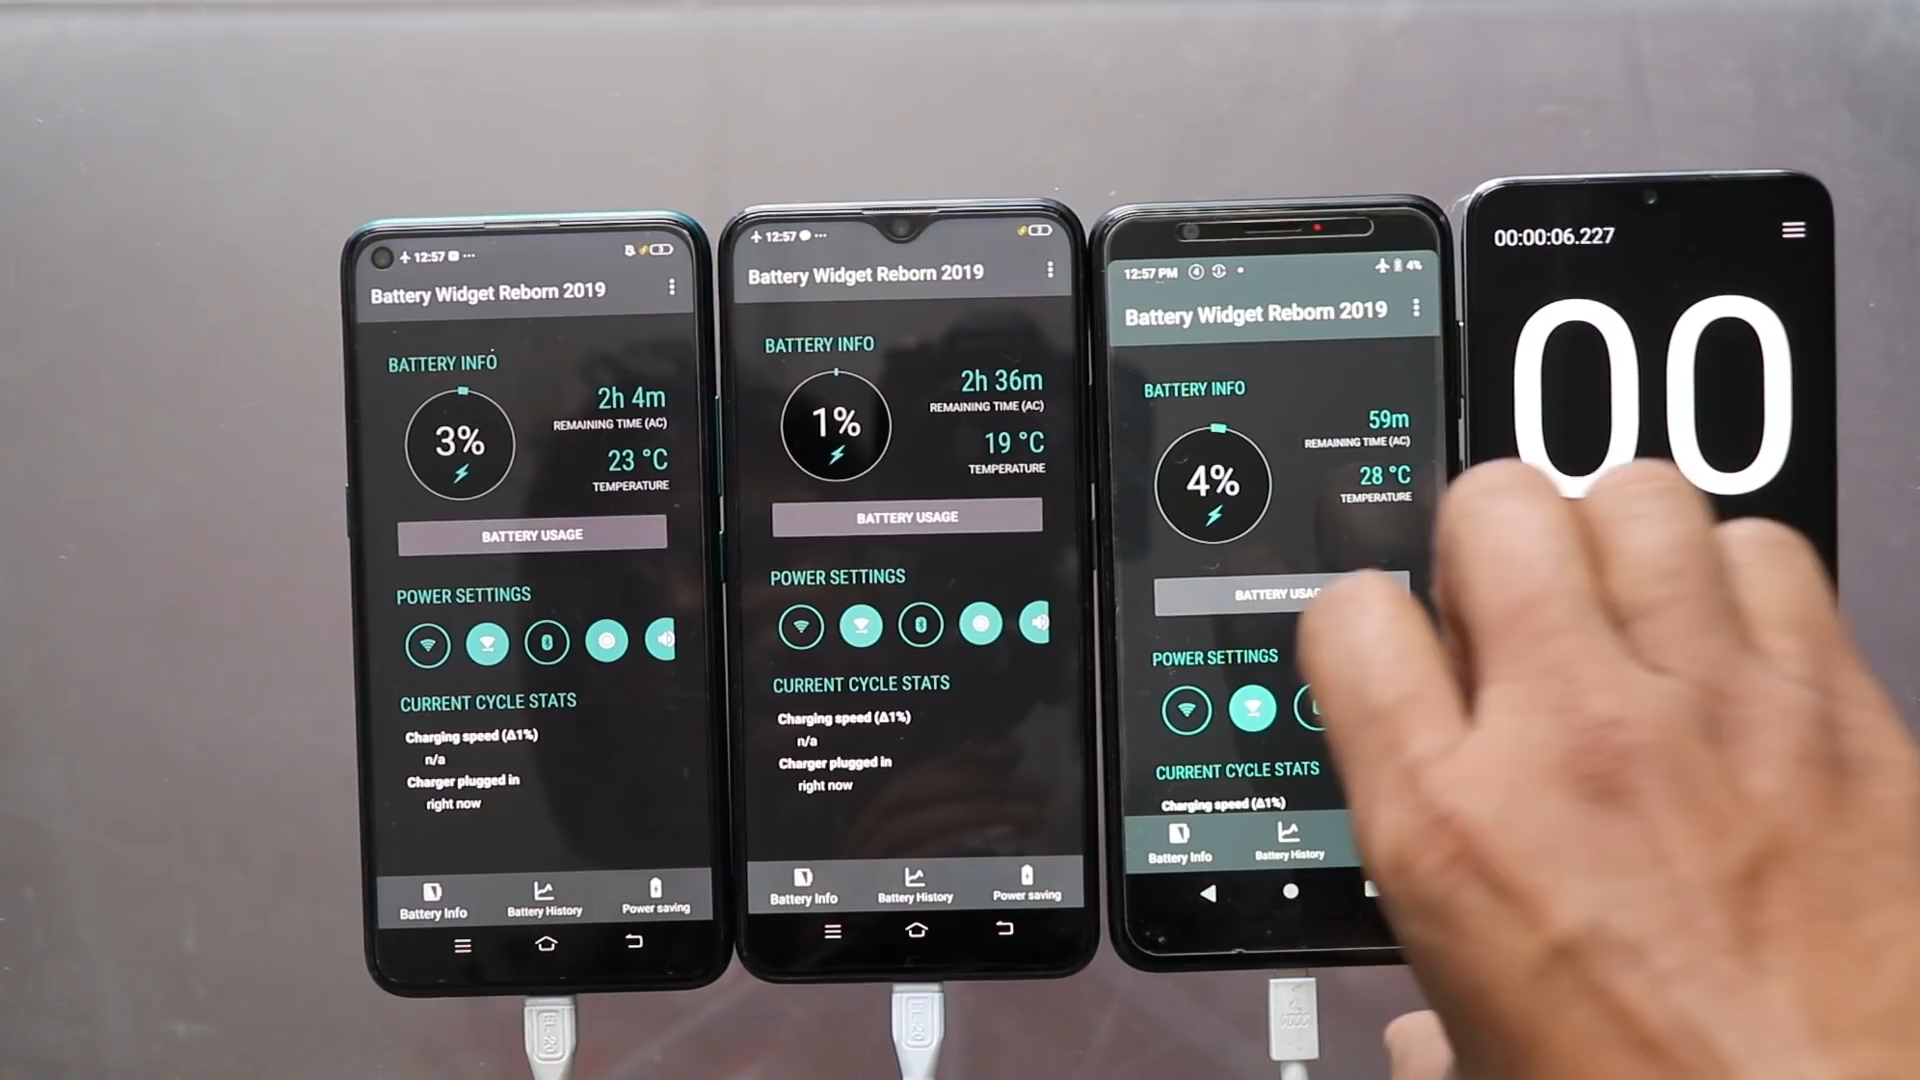 12:57
3
Battery Widget Reborn 2019
BATTERY INFO
3%
2h 4m
REMAINING TIME (AC)
23 °C
TEMPERATURE
BATTERY USAGE
POWER SETTINGS
CURRENT CYCLE STATS
Charging speed (Δ1%)
n/a
Charger plugged in
right now
Battery Info
Battery History
Power saving
12:57
Battery Widget Reborn 2019
BATTERY INFO
1%
2h 36m
REMAINING TIME (AC)
19 °C
TEMPERATURE
BATTERY USAGE
POWER SETTINGS
CURRENT CYCLE STATS
Charging speed (Δ1%)
n/a
Charger plugged in
right now
Battery Info
Battery History
Power saving
12:57 PM
4%
Battery Widget Reborn 2019
BATTERY INFO
4%
59m
REMAINING TIME (AC)
28 °C
TEMPERATURE
BATTERY USAG
POWER SETTINGS
CURRENT CYCLE STATS
Charging speed (Δ1%)
Battery Info
Battery History
00:00:06.227
00